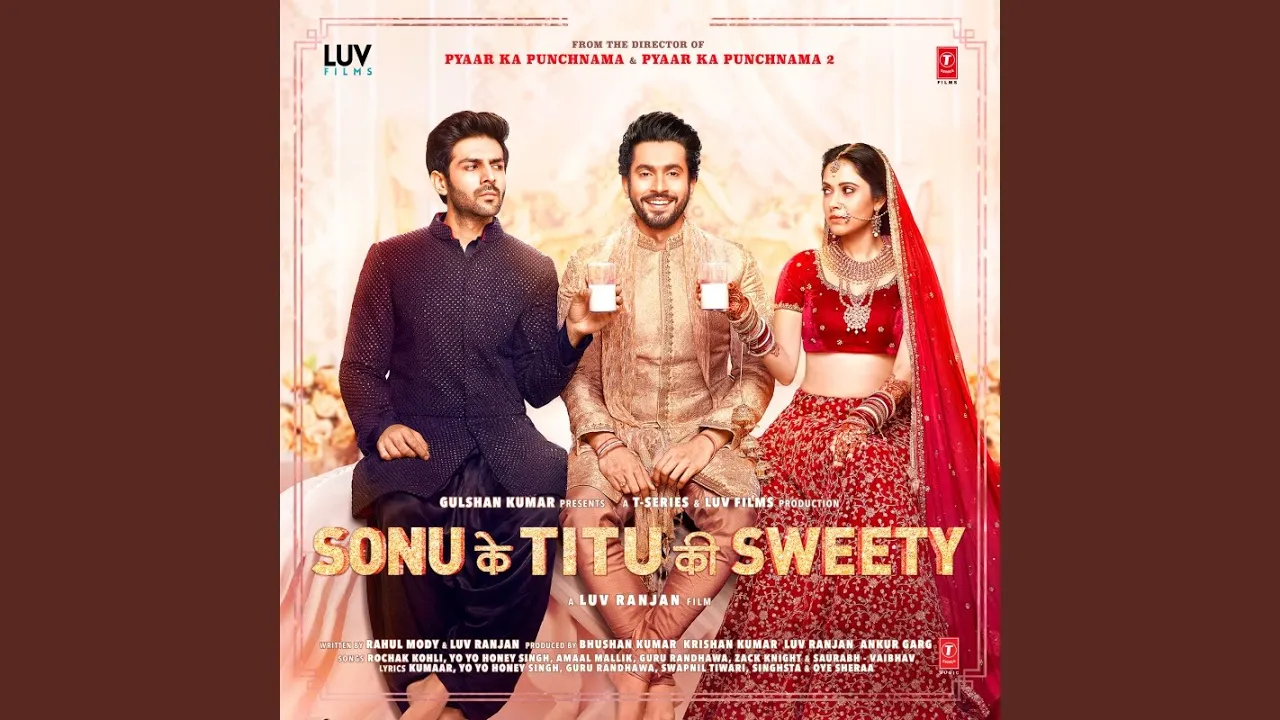 LUV
FILMS
FROM THE DIRECTOR OF
PYAAR KA PUNCHNAMA & PYAAR KA PUNCHNAMA 2
T
SERIES
FILMS
GULSHAN KUMAR PRESENTS A T-SERIES & LUV FILMS PRODUCTION
SONU के TITU की SWEETY
A LUV RANJAN FILM
WRITTEN BY RAHUL MODY & LUV RANJAN PRODUCED BY BHUSHAN KUMAR KRISHAN KUMAR LUV RANJAN ANKUR GARG
SONGS ROCHAK KOHLI, YO YO HONEY SINGH, AMAAL MALLIK, GURU RANDHAWA, ZACK KNIGHT & SAURABH - VAIBHAV
LYRICS KUMAAR, YO YO HONEY SINGH, GURU RANDHAWA, SWAPNIL TIWARI, SINGHSTA & OYE SHERAA
T
SERIES
MUSIC